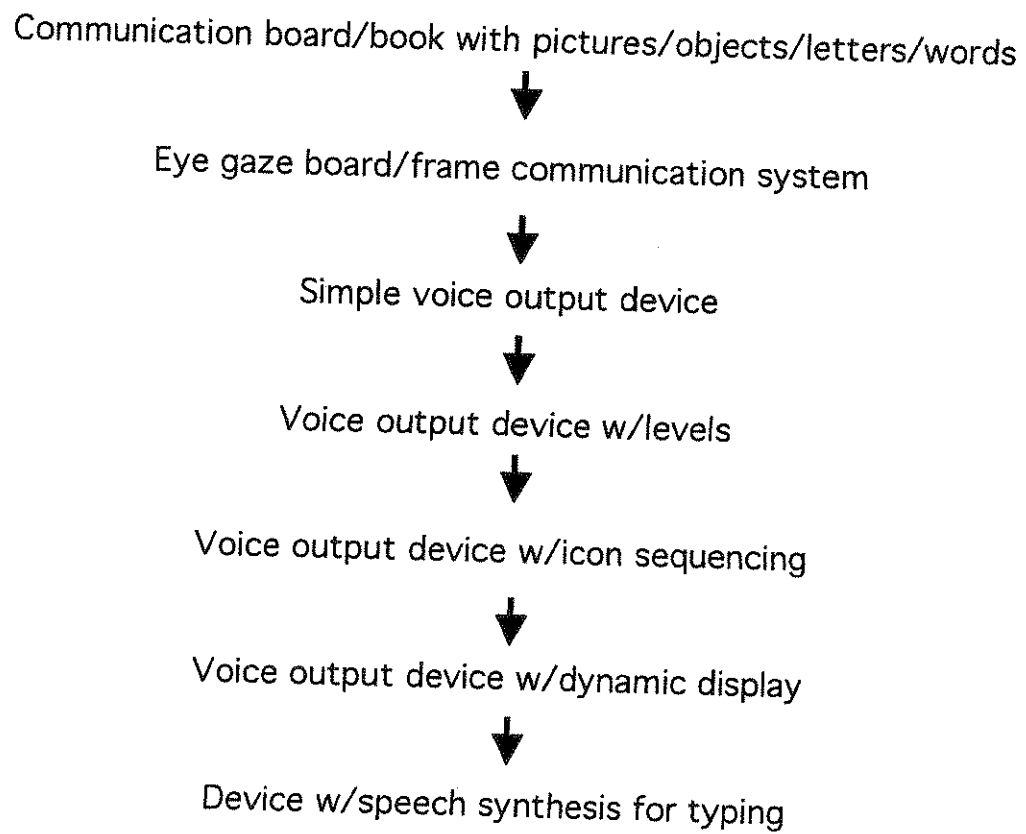 Communication board/book with pictures/objects/letters/words
Eye gaze board/frame communication system
Simple voice output device
Voice output device w/levels
Voice output device w/icon sequencing
Voice output device w/dynamic display
Device w/speech synthesis for typing